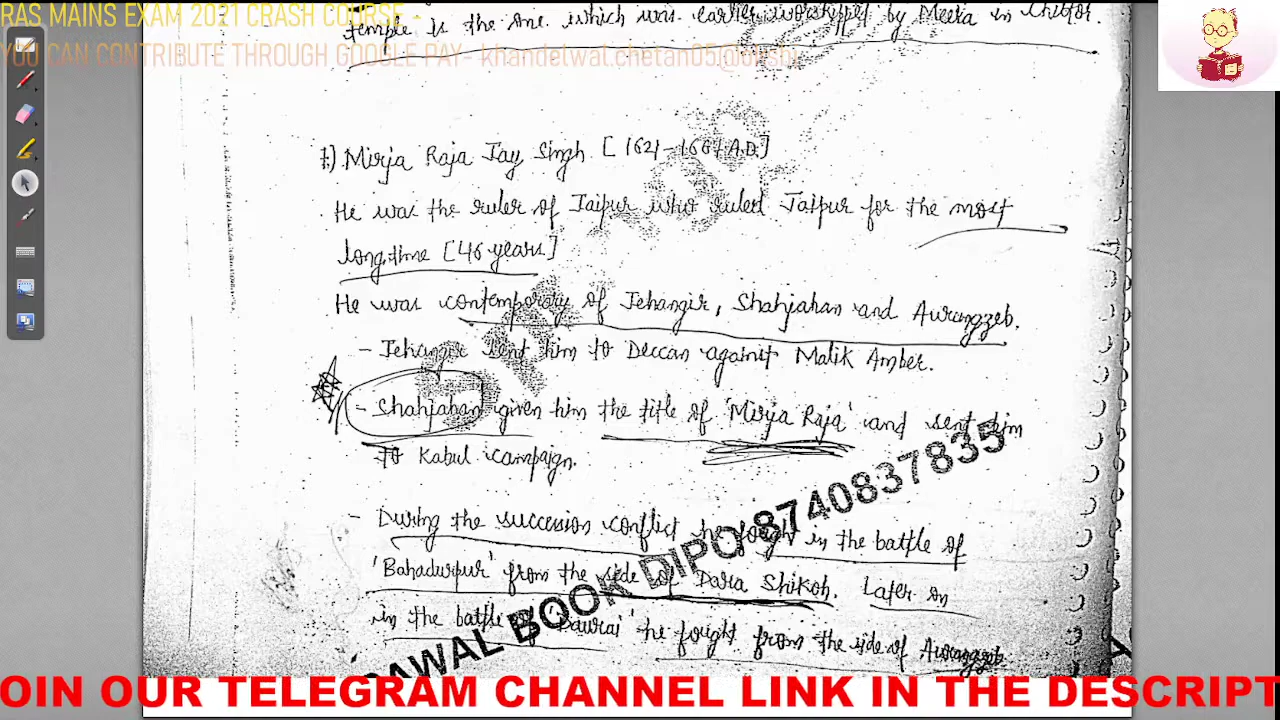 RAS MAINS EXAM 2021 CRASH COURSE -
YOU CAN CONTRIBUTE THROUGH GOOGLE PAY- khandelwal.chetan05@
temple is the one which was earlier worshipped by Meera in Chittor.
7.) Mirja Raja Jay Singh [1621-1667 A.D.]
He was the ruler of Jaipur who ruled Jaipur for the most
long time [46 years]
He was contemporary of Jehangir, Shahjahan and Aurangzeb.
- Jehangir sent him to Deccan against Malik Amber.
- Shahjahan given him the title of 'Mirja Raja' and sent him
to Kabul campaign.
- During the succession conflict he fough in the battle of
'Bahadurpur' from the side of Dara Shikoh. Later on
in the battle of 'Daurai' he fought from the side of Aurangzeb
AWAL BOOK DIPO 8740837835
OIN OUR TELEGRAM CHANNEL LINK IN THE DESCRIPT